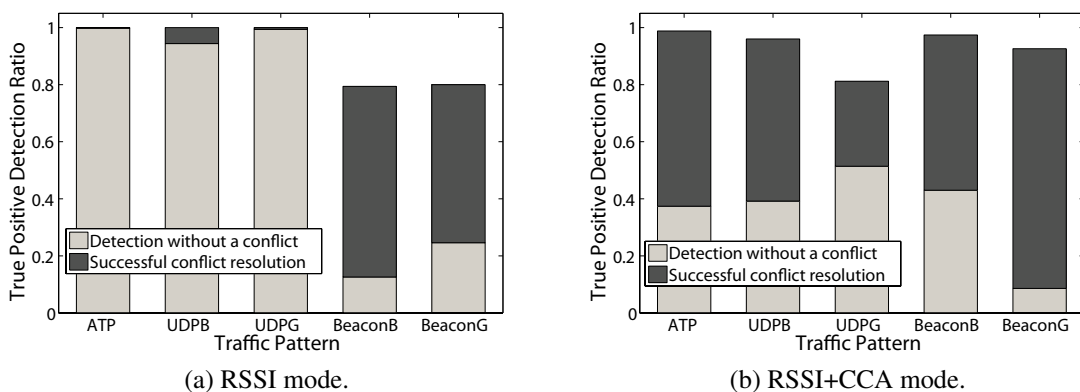 True Positive Detection Ratio
1
0.8
0.6
0.4
0.2
0
Detection without a conflict
Successful conflict resolution
ATP UDPB UDPG BeaconB BeaconG
Traffic Pattern
(a) RSSI mode.
True Positive Detection Ratio
1
0.8
0.6
0.4
0.2
0
Detection without a conflict
Successful conflict resolution
ATP UDPB UDPG BeaconB BeaconG
Traffic Pattern
(b) RSSI+CCA mode.